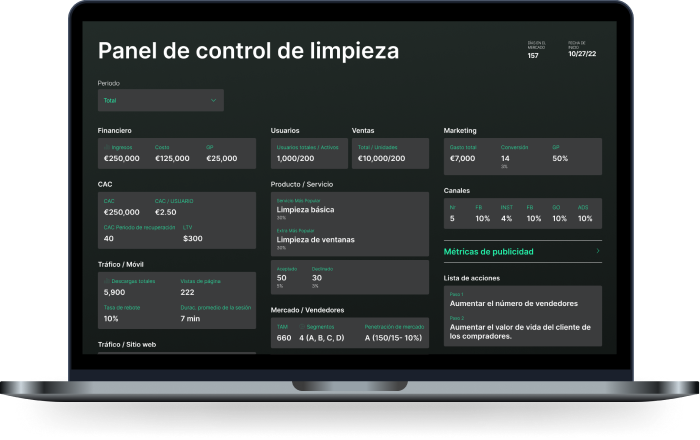 Panel de control de limpieza
DÍAS EN EL
MERCADO
157
FECHA DE
INICIO
10/27/22
Periodo
Total
Financiero
Ingresos Costo GP
€250,000 €125,000 €25,000
CAC
CAC CAC / USUARIO
€250,000 €2.50
CAC Periodo de recuperación LTV
40 $300
Tráfico / Móvil
Descargas totales Vistas de página
5,900 222
Tasa de rebote Durac. promedio de la sesión
10% 7 min
Tráfico / Sitio web
Usuarios
Usuarios totales / Activos
1,000/200
Ventas
Total / Unidades
€10,000/200
Producto / Servicio
Servicio Más Popular
Limpieza básica
30%
Extra Más Popular
Limpieza de ventanas
30%
Aceptado Declinado
50 30
5% 3%
Mercado / Vendedores
TAM Segmentos Penetración de mercado
660 4 (A, B, C, D) A (150/15- 10%)
Marketing
Gasto total Conversión GP
€7,000 14 50%
5%
Canales
NI FB INST FB GO ADS
5 10% 4% 10% 10% 10%
Métricas de publicidad
Lista de acciones
Paso 1
Aumentar el número de vendedores
Paso 2
Aumentar el valor de vida del cliente de
los compradores.